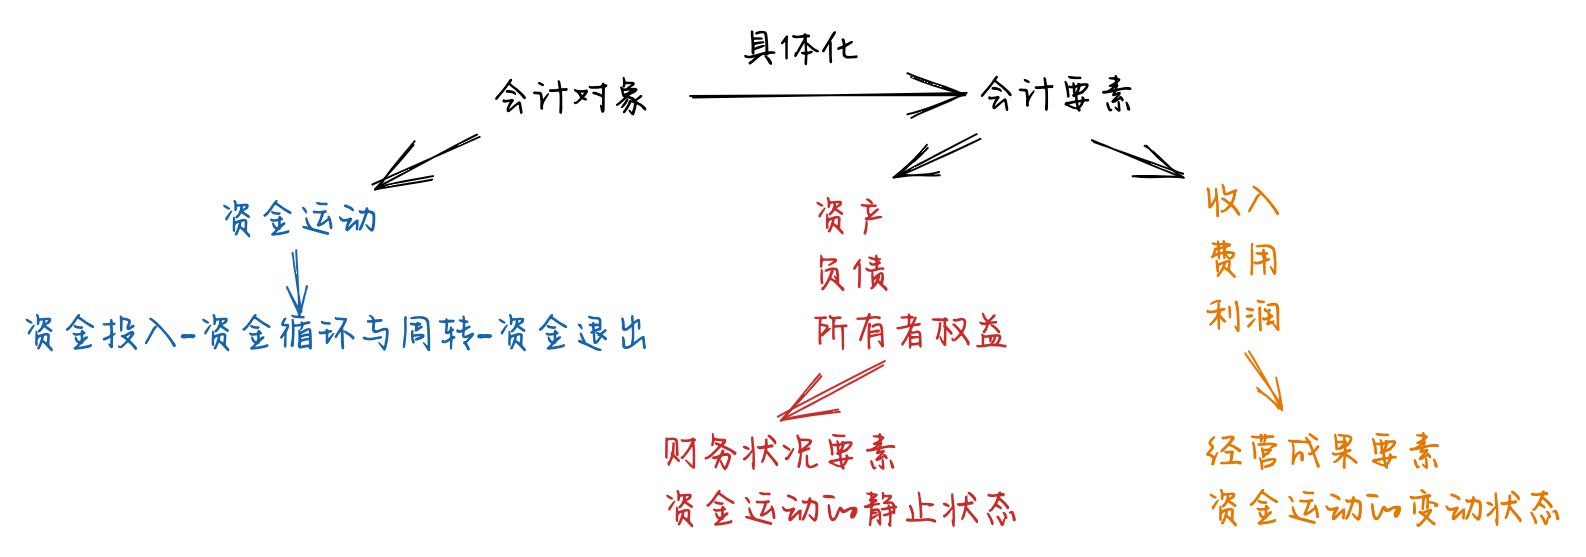 具体化
会计对象
会计要素
资金运动
资金投入-资金循环与周转-资金退出
资产
负债
所有者权益
财务状况要素
资金运动的静止状态
收入
费用
利润
经营成果要素
资金运动的变动状态